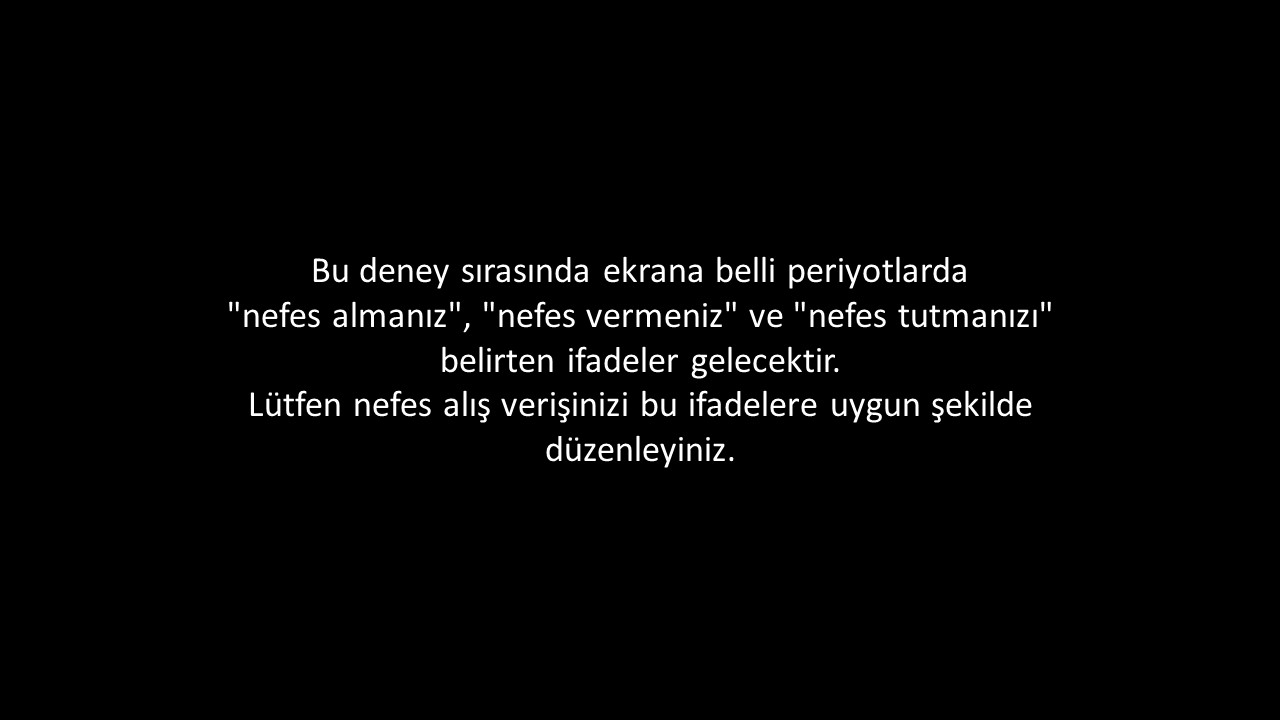 Bu deney sırasında ekrana belli periyotlarda
"nefes almanız", "nefes vermeniz" ve "nefes tutmanızı"
belirten ifadeler gelecektir.
Lütfen nefes alış verişinizi bu ifadelere uygun şekilde
düzenleyiniz.